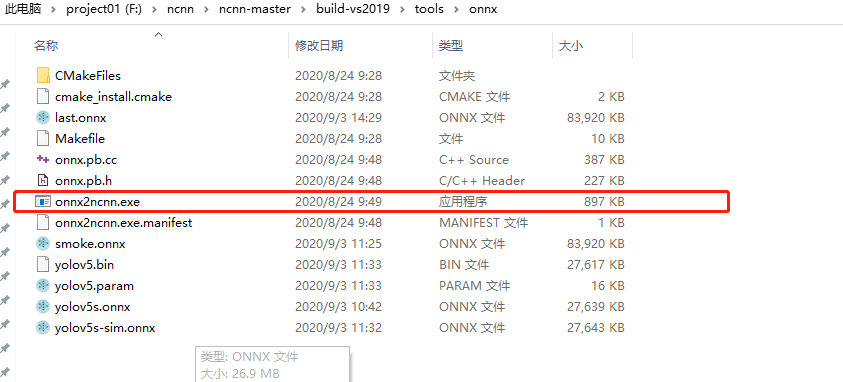 此电脑 > project01 (F:) > ncnn > ncnn-master > build-vs2019 > tools > onnx
名称 修改日期 类型 大小
CMakeFiles 2020/8/24 9:28 文件夹
cmake_install.cmake 2020/8/24 9:28 CMAKE 文件 2 KB
last.onnx 2020/9/3 14:29 ONNX 文件 83,920 KB
Makefile 2020/8/24 9:28 文件 10 KB
onnx.pb.cc 2020/8/24 9:48 C++ Source 387 KB
onnx.pb.h 2020/8/24 9:48 C/C++ Header 227 KB
onnx2ncnn.exe 2020/8/24 9:49 应用程序 897 KB
onnx2ncnn.exe.manifest 2020/8/24 9:48 MANIFEST 文件 1 KB
smoke.onnx 2020/9/3 11:25 ONNX 文件 83,920 KB
yolov5.bin 2020/9/3 11:33 BIN 文件 27,617 KB
yolov5.param 2020/9/3 11:33 PARAM 文件 16 KB
yolov5s.onnx 2020/9/3 10:42 ONNX 文件 27,639 KB
yolov5s-sim.onnx 2020/9/3 11:32 ONNX 文件 27,643 KB
类型: ONNX 文件
大小: 26.9 MB